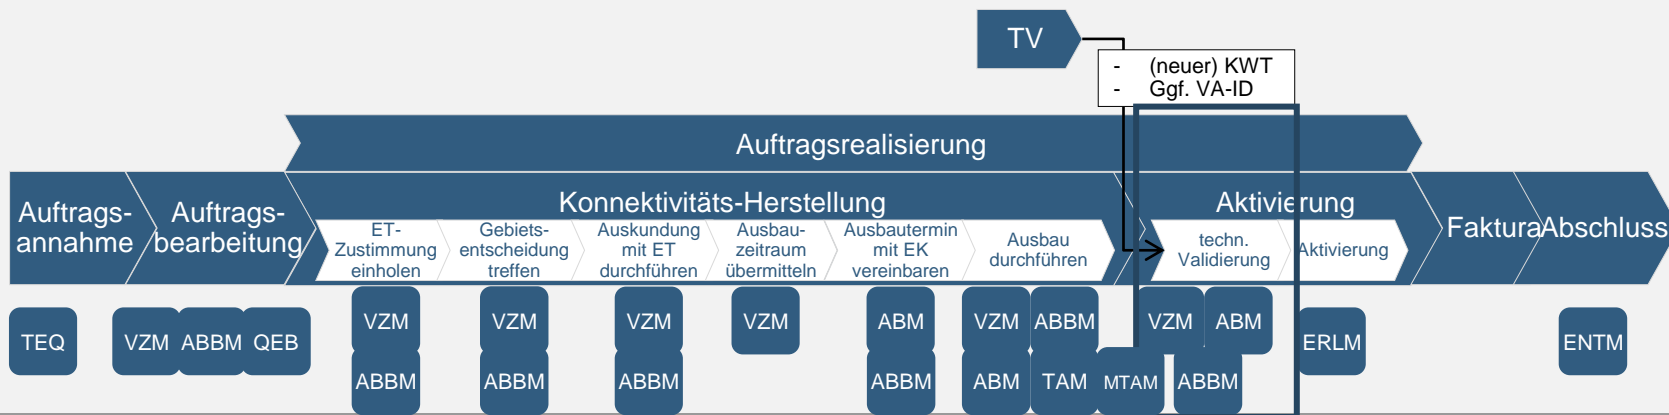 TV
- (neuer) KWT
- Ggf. VA-ID
Auftragsrealisierung
Auftrags-
annahme
Auftrags-
bearbeitung
Konnektivitäts-Herstellung
ET-
Zustimmung
einholen
Gebiets-
entscheidung
treffen
Auskundung
mit ET
durchführen
Ausbau-
zeitraum
übermitteln
Ausbautermin
mit EK
vereinbaren
Ausbau
durchführen
Aktivierung
techn.
Validierung
Aktivierung
Faktura
Abschluss
TEQ
VZM
ABBM
QEB
VZM
ABBM
VZM
ABBM
VZM
ABBM
VZM
ABM
ABBM
VZM
ABBM
ABM
TAM
MTAM
VZM
ABM
ABBM
ERLM
ENTM